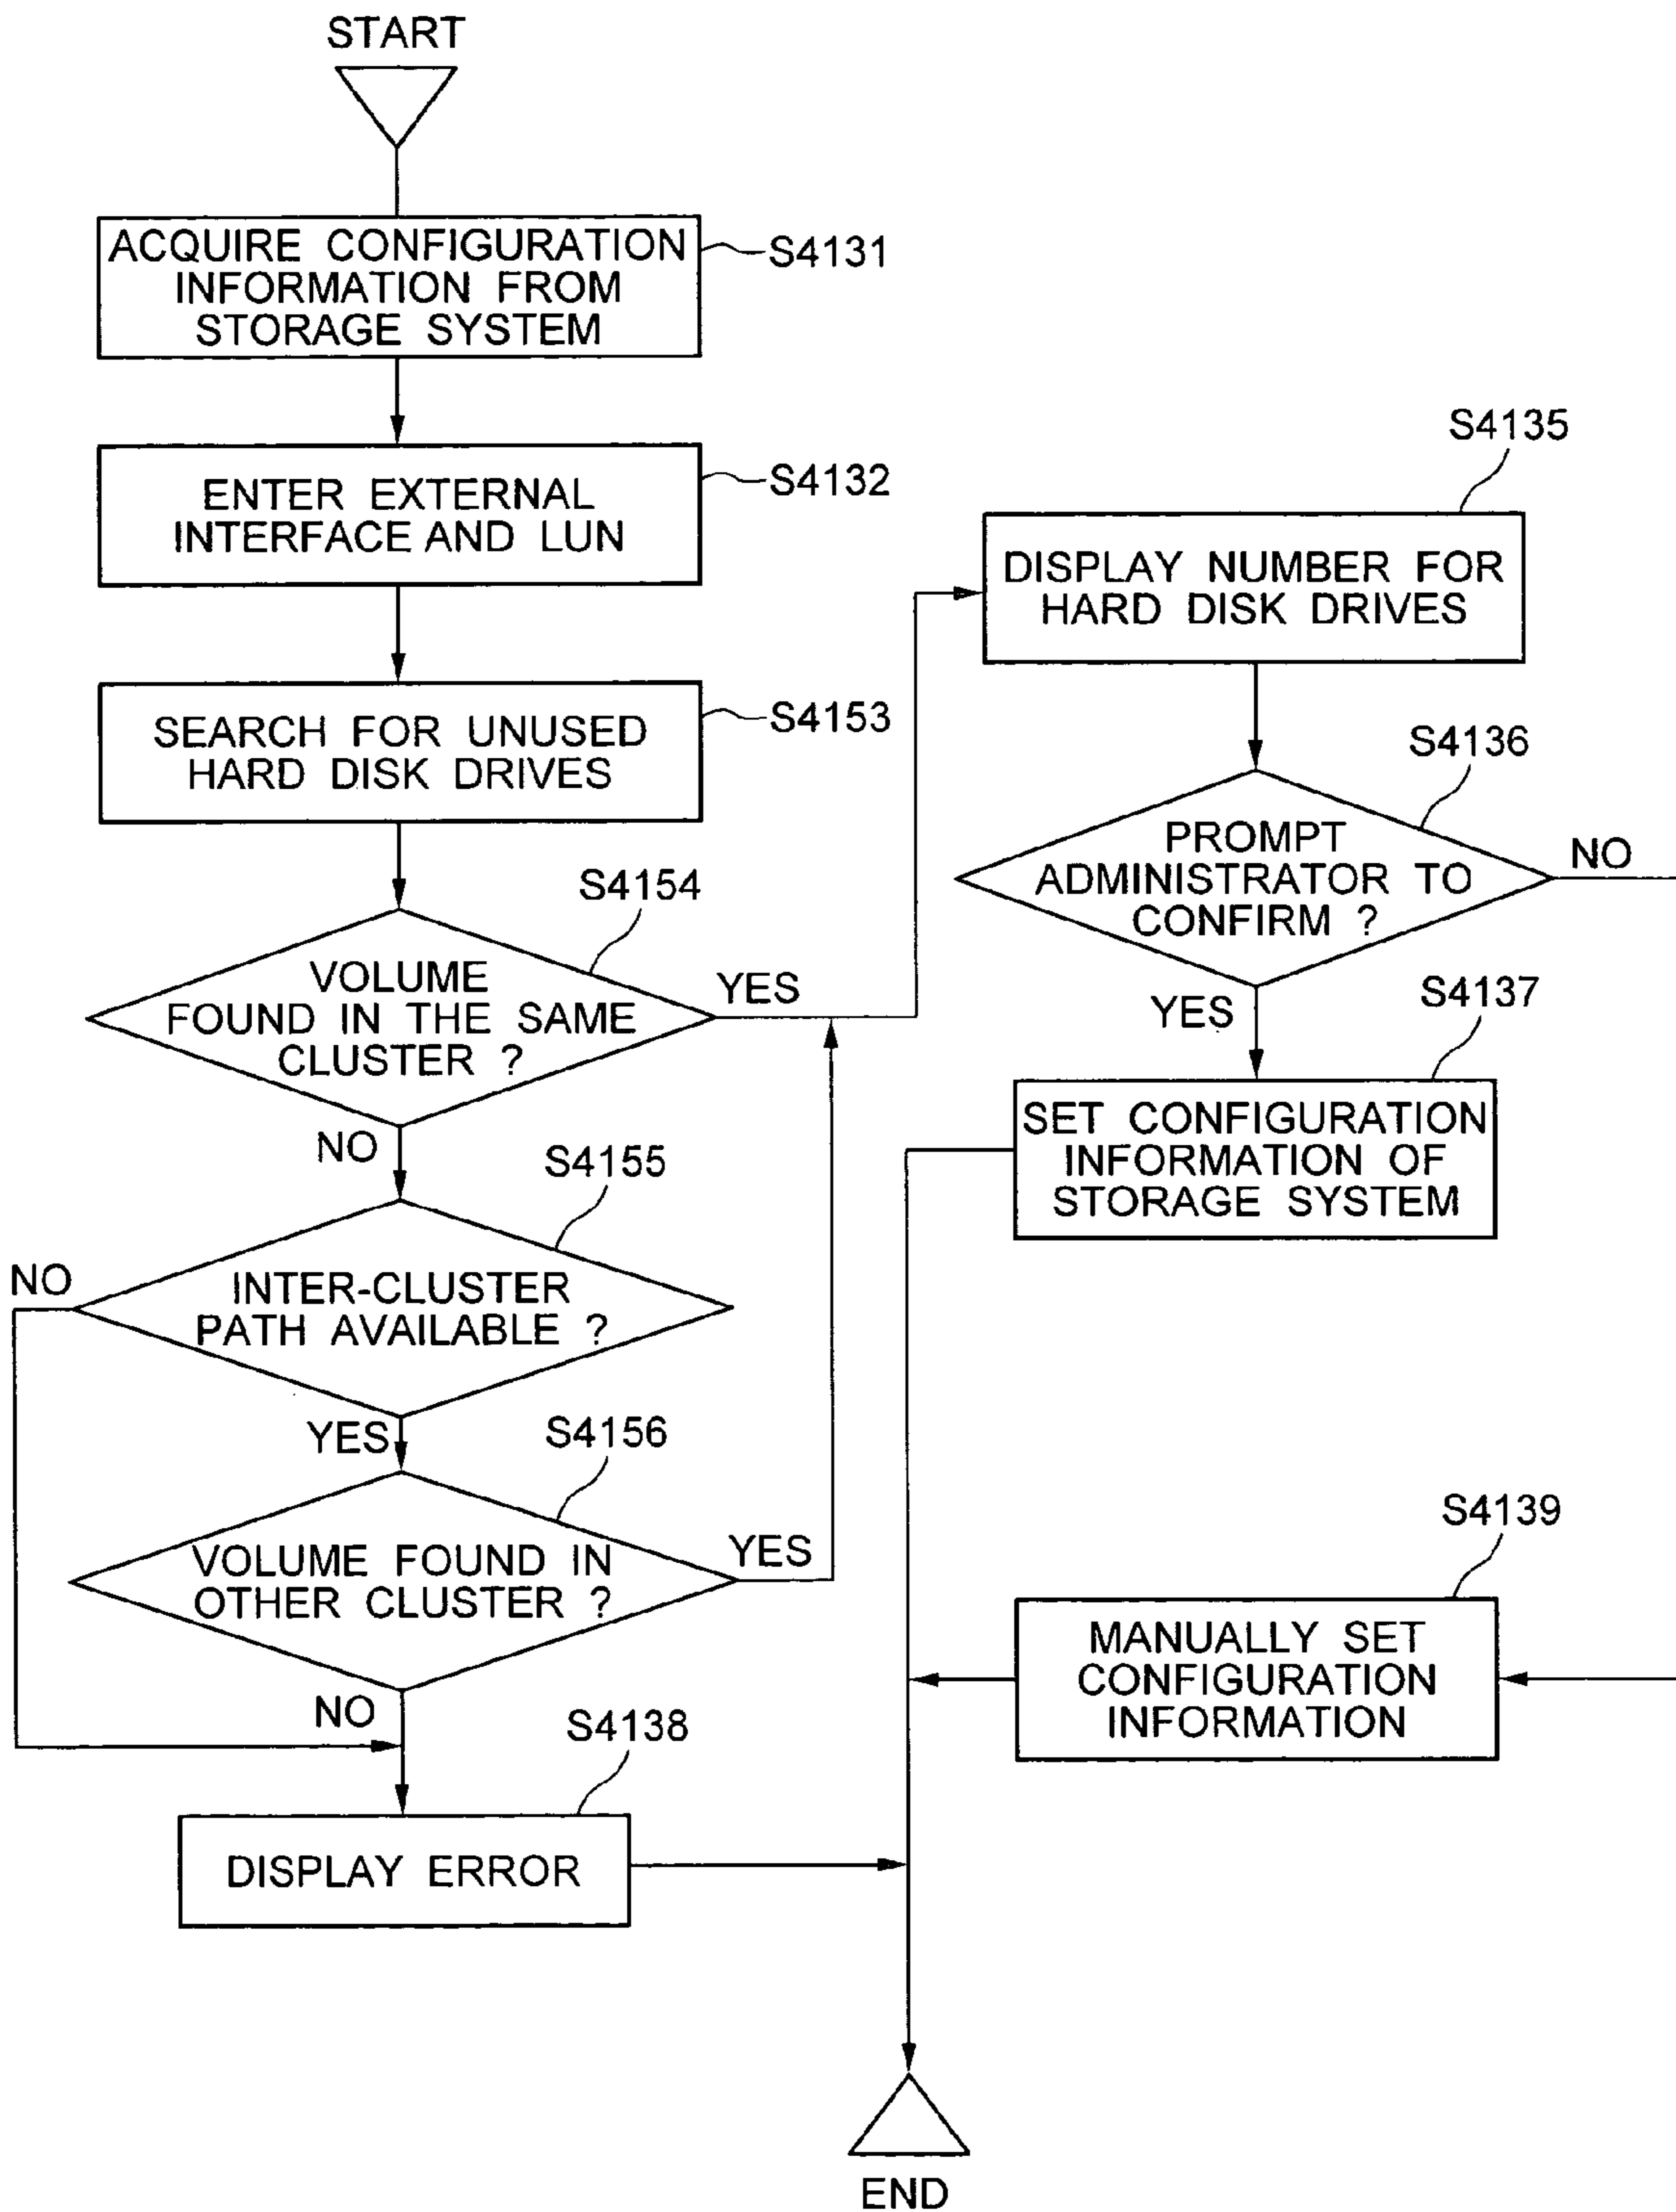 START
ACQUIRE CONFIGURATION
INFORMATION FROM
STORAGE SYSTEM
S4131
ENTER EXTERNAL
INTERFACE AND LUN
S4132
SEARCH FOR UNUSED
HARD DISK DRIVES
S4153
S4154
VOLUME
FOUND IN THE SAME
CLUSTER ?
YES
NO
S4155
INTER-CLUSTER
PATH AVAILABLE ?
NO
YES
S4156
VOLUME FOUND IN
OTHER CLUSTER ?
YES
NO
S4138
DISPLAY ERROR
S4135
DISPLAY NUMBER FOR
HARD DISK DRIVES
S4136
PROMPT
ADMINISTRATOR TO
CONFIRM ?
NO
YES
S4137
SET CONFIGURATION
INFORMATION OF
STORAGE SYSTEM
S4139
MANUALLY SET
CONFIGURATION
INFORMATION
END